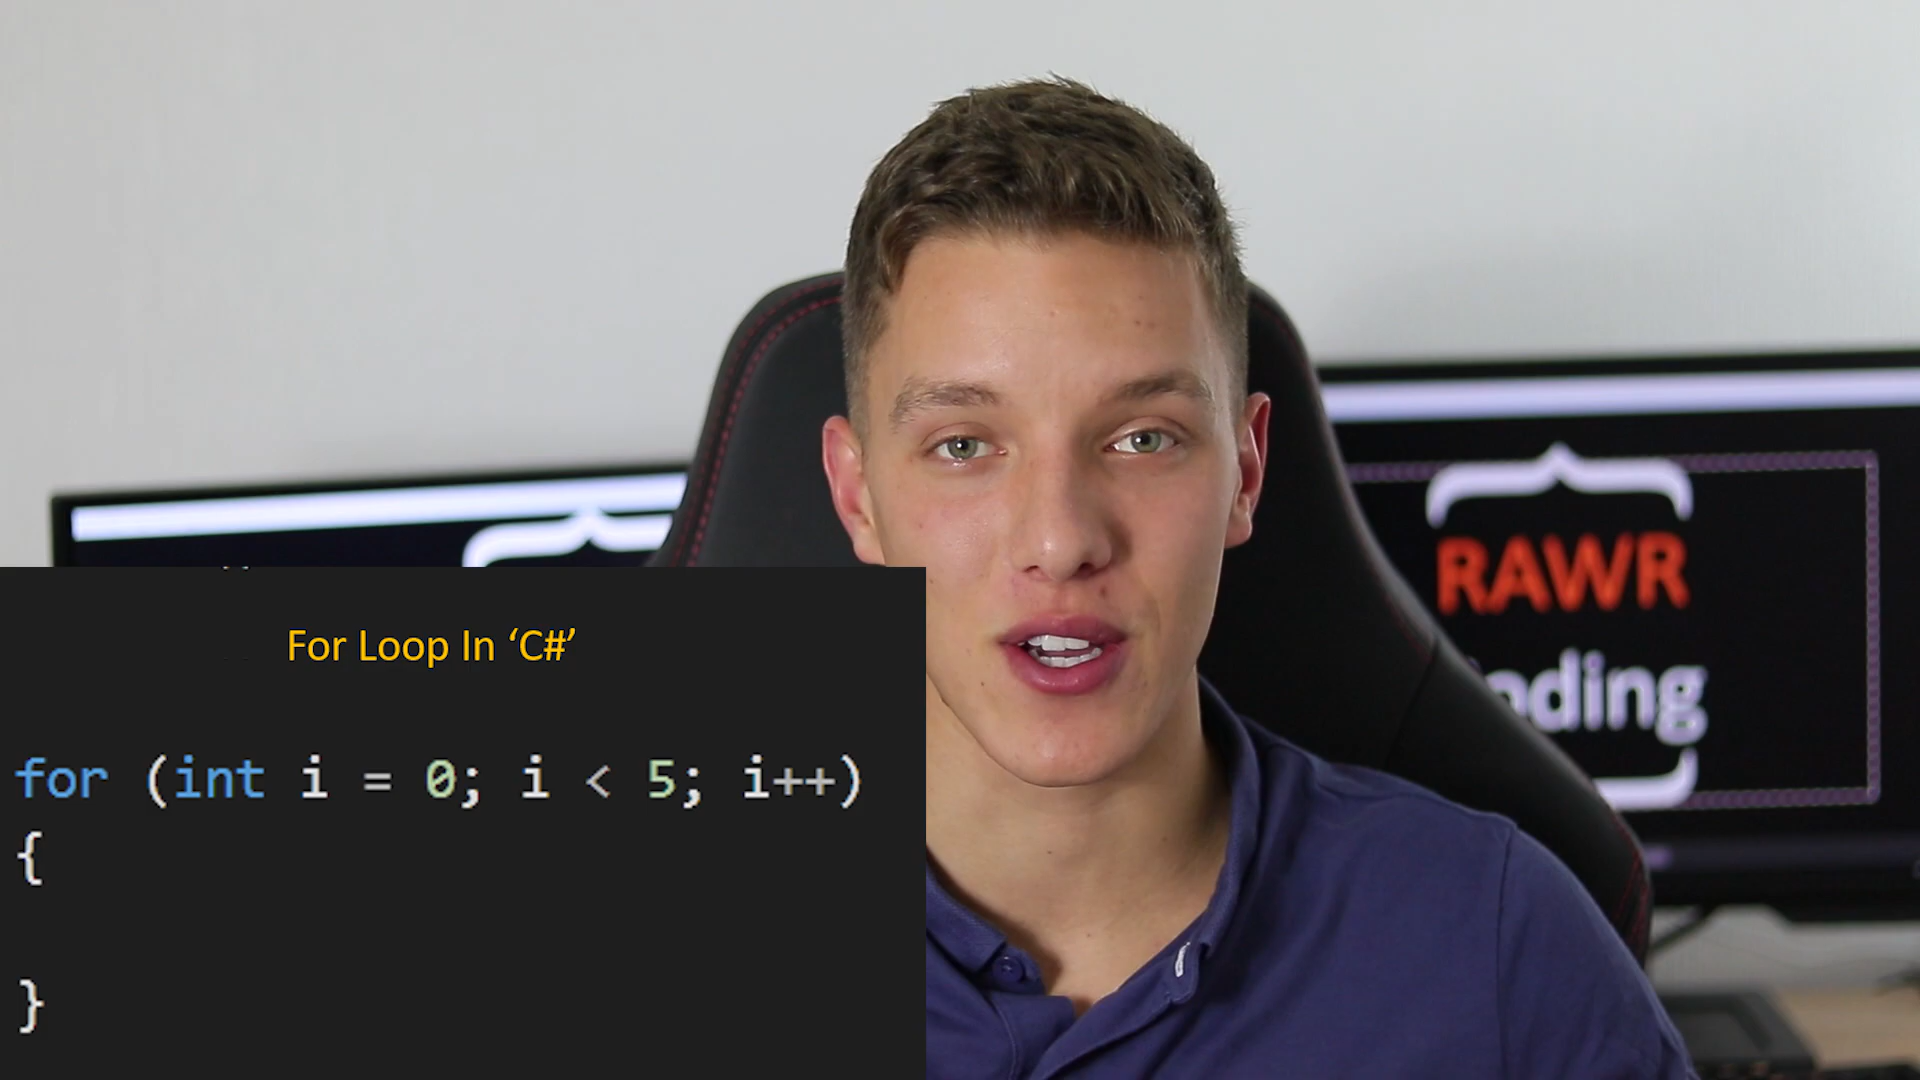 For Loop In ‘C#’
for (int i = 0; i < 5; i++)
{
}
RAWR